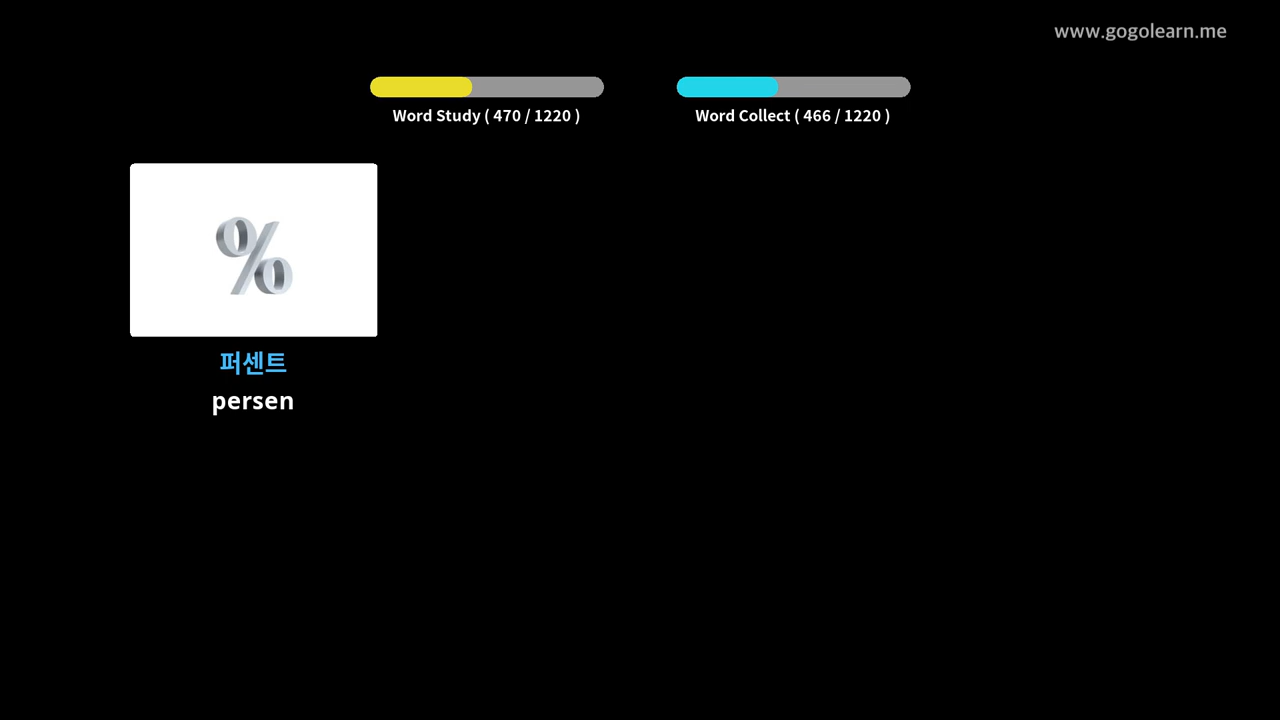 www.gogolearn.me
Word Study ( 470 / 1220 )
Word Collect ( 466 / 1220 )
%
퍼센트
persen